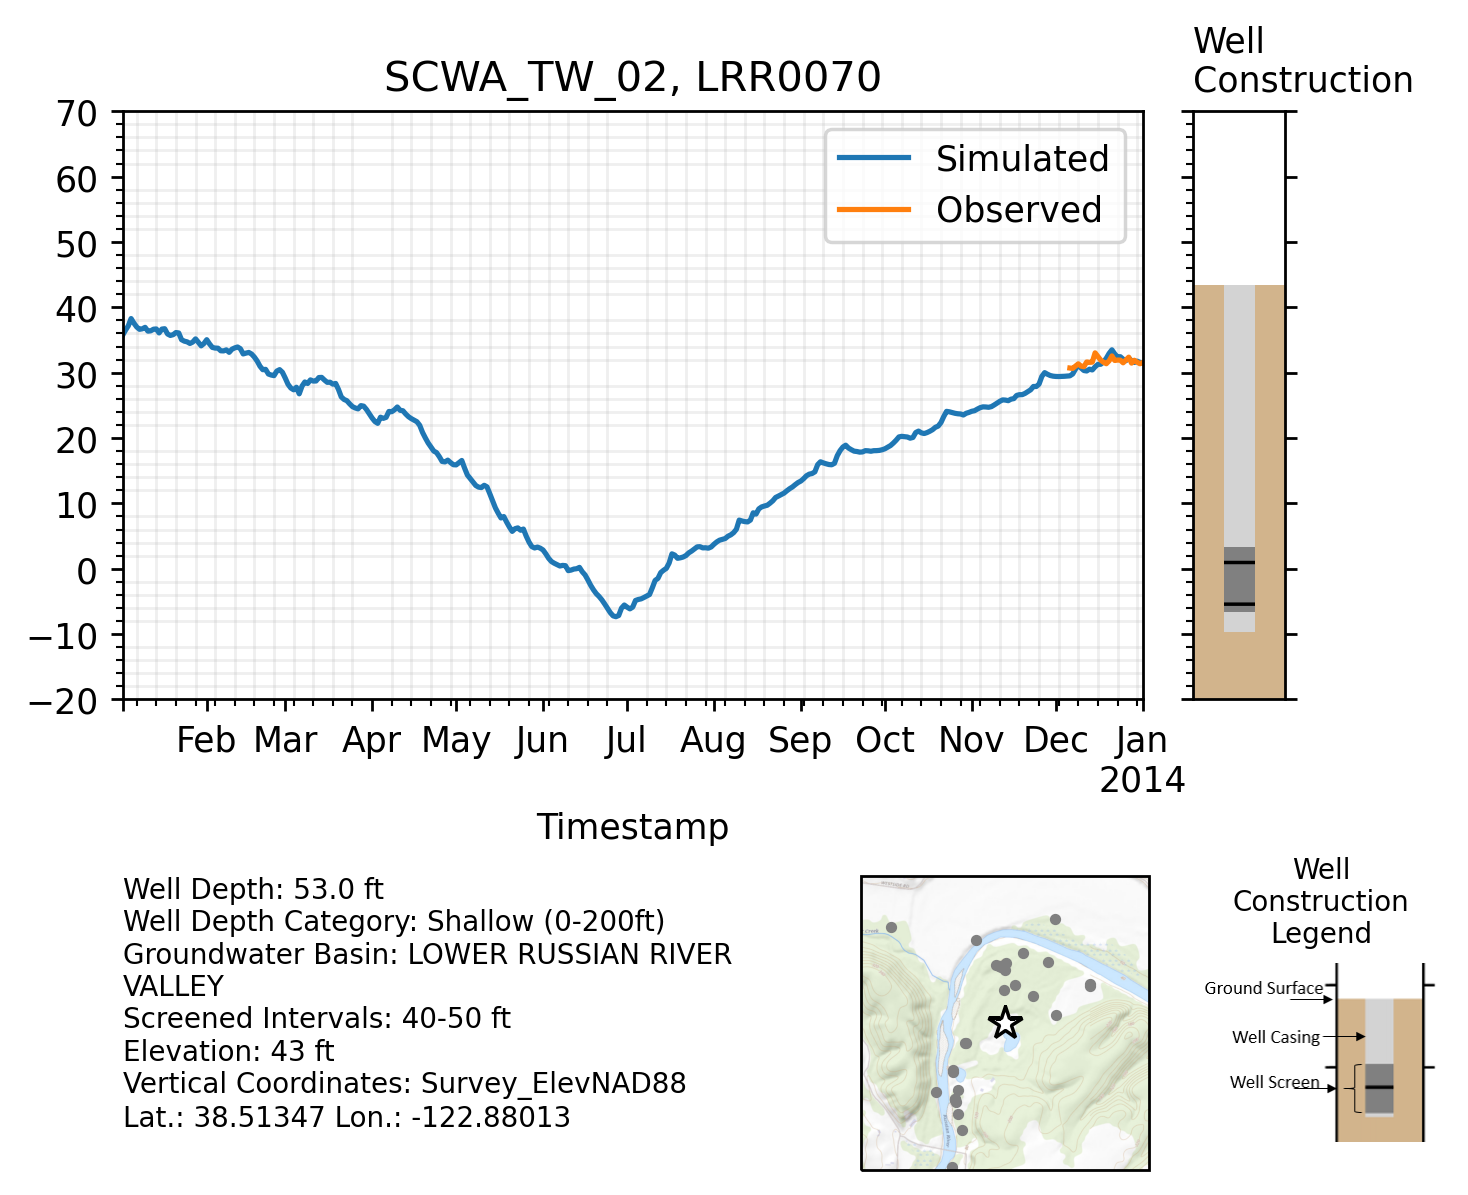 Well
Construction
SCWA_TW_02, LRR0070
70
60
50
40
30
20
10
0
−10
−20
Simulated
Observed
Feb Mar Apr May Jun Jul Aug Sep Oct Nov Dec Jan
2014
Timestamp
Well Depth: 53.0 ft
Well Depth Category: Shallow (0-200ft)
Groundwater Basin: LOWER RUSSIAN RIVER
VALLEY
Screened Intervals: 40-50 ft
Elevation: 43 ft
Vertical Coordinates: Survey_ElevNAD88
Lat.: 38.51347 Lon.: -122.88013
Well
Construction
Legend
Ground Surface
Well Casing
Well Screen